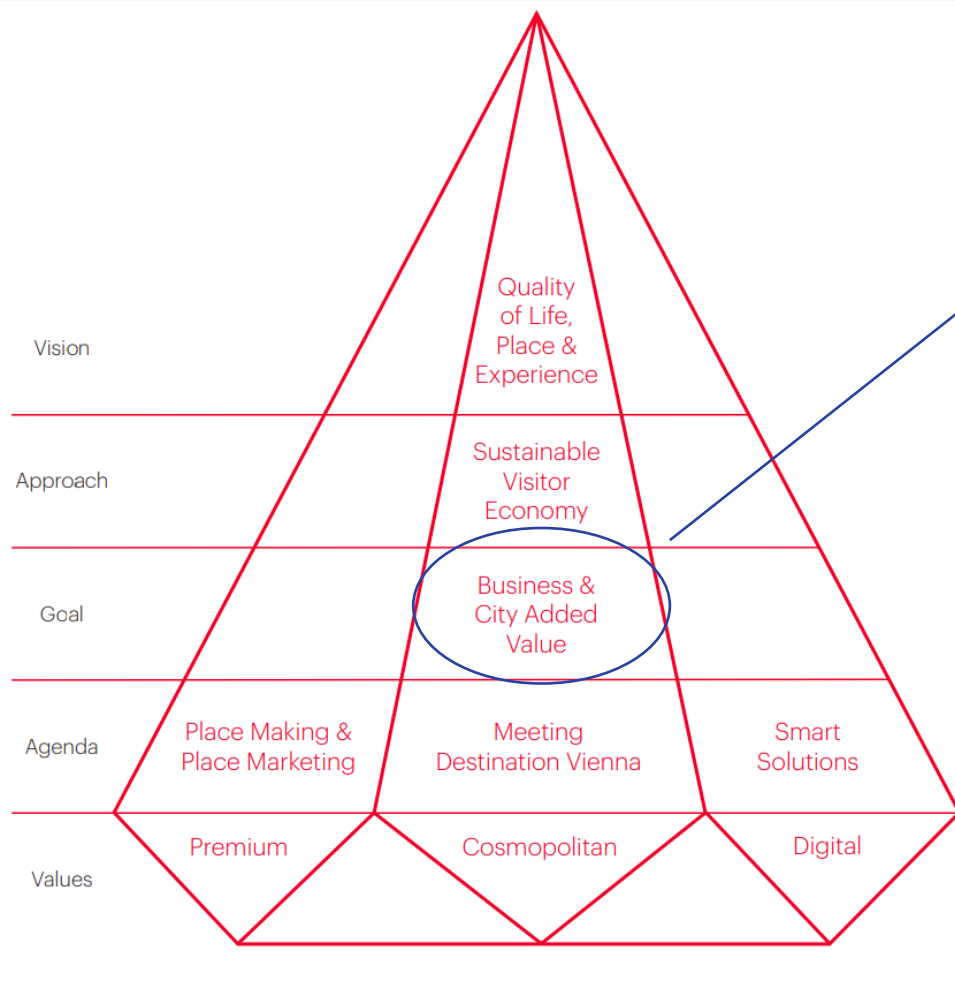 Quality
of Life,
Place &
Experience
Vision
Sustainable
Visitor
Economy
Approach
Business &
City Added
Value
Goal
Place Making &
Place Marketing
Meeting
Destination Vienna
Smart
Solutions
Agenda
Premium
Cosmopolitan
Digital
Values